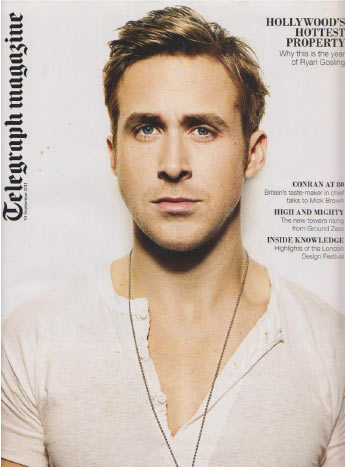 Telegraph magazine
HOLLYWOOD'S
HOTTEST
PROPERTY
Why this is the year
of Ryan Gosling
CONRAN AT 80
Britain's taste-maker in chief
talks to Mick Brown
HIGH AND MIGHTY
The new towers rising
from Ground Zero
INSIDE KNOWLEDGE
Highlights of the London
Design Festival